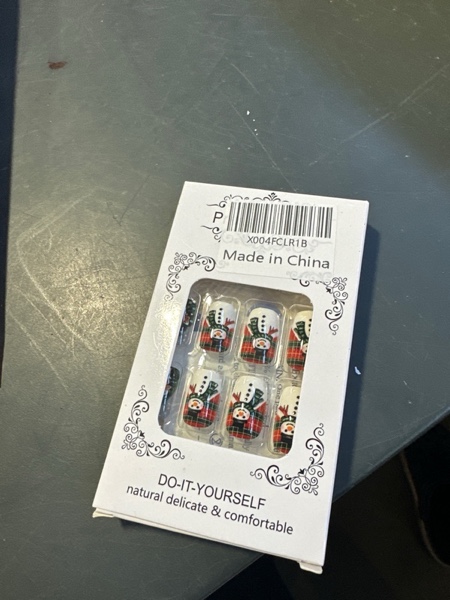 P
X004FCLR1B
Made in China
DO-IT-YOURSELF
natural delicate & comfortable